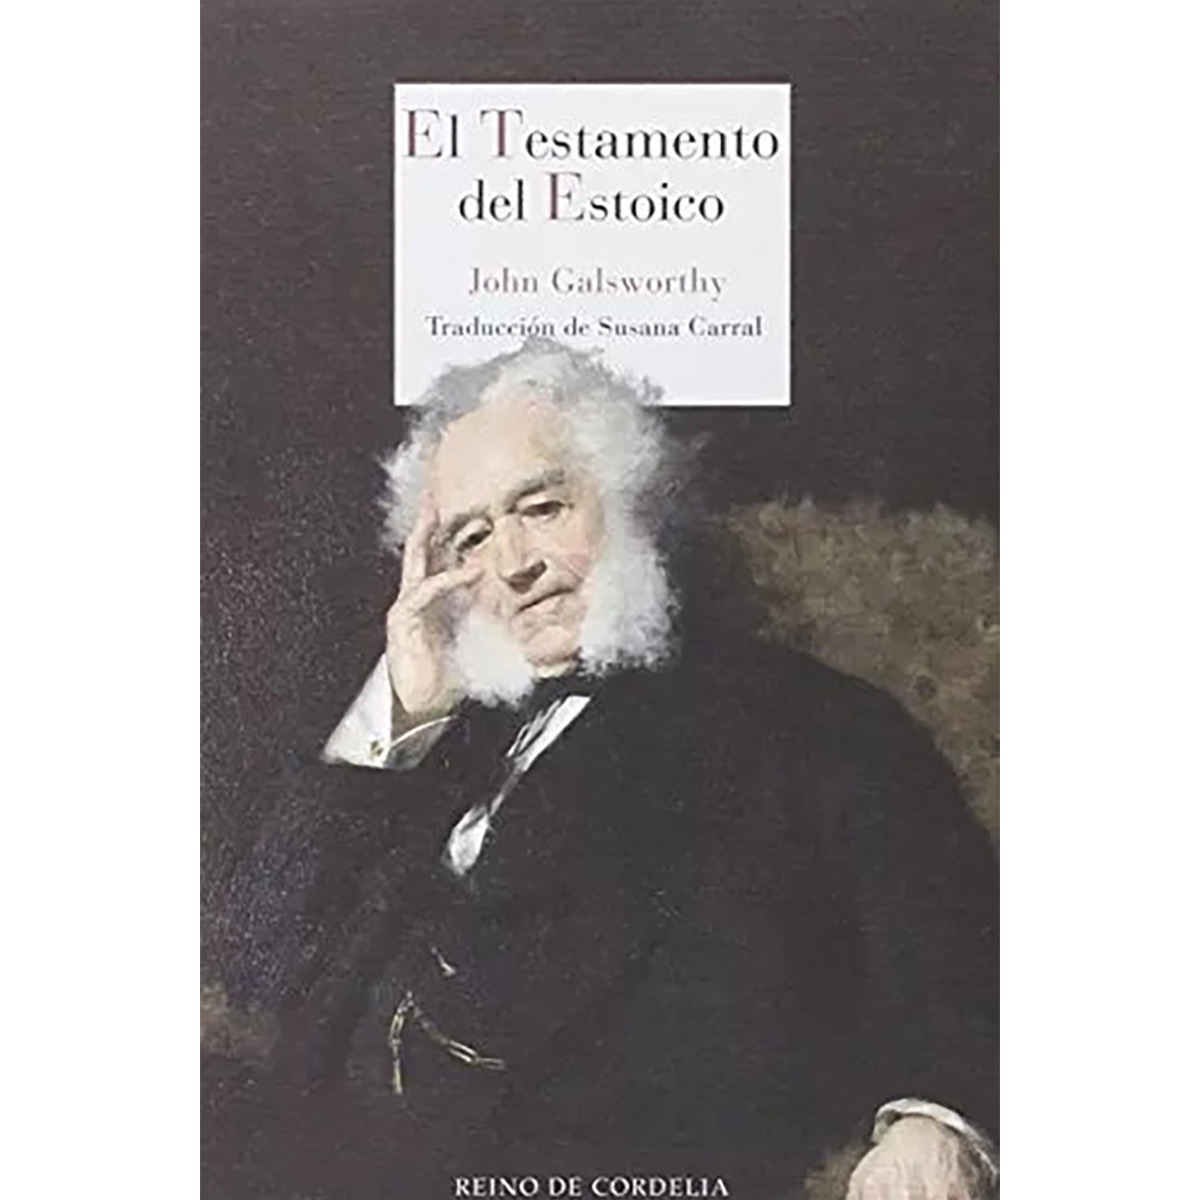 El Testamento
del Estoico
John Galsworthy
Traducción de Susana Carral
REINO DE CORDELIA